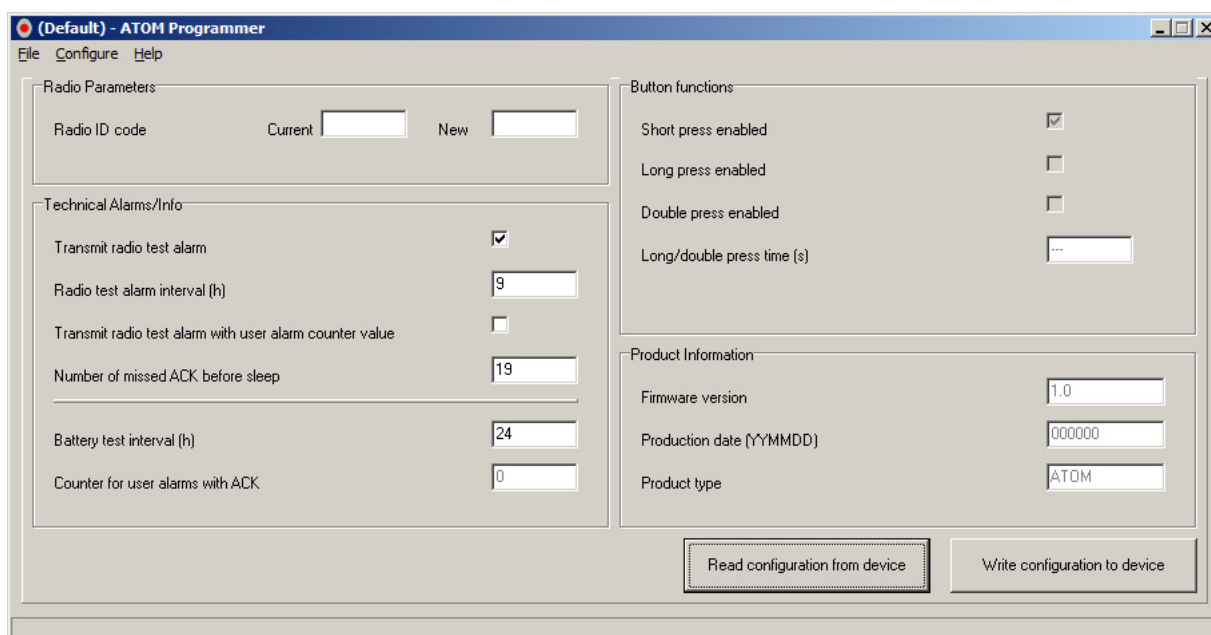 (Default) - ATOM Programmer
File Configure Help
Radio Parameters
Radio ID code Current New
Technical Alarms/Info
Transmit radio test alarm
Radio test alarm interval (h) 9
Transmit radio test alarm with user alarm counter value
Number of missed ACK before sleep 19
Battery test interval (h) 24
Counter for user alarms with ACK 0
Button functions
Short press enabled
Long press enabled
Double press enabled
Long/double press time (s) ---
Product Information
Firmware version 1.0
Production date (YYMMDD) 000000
Product type ATOM
Read configuration from device Write configuration to device